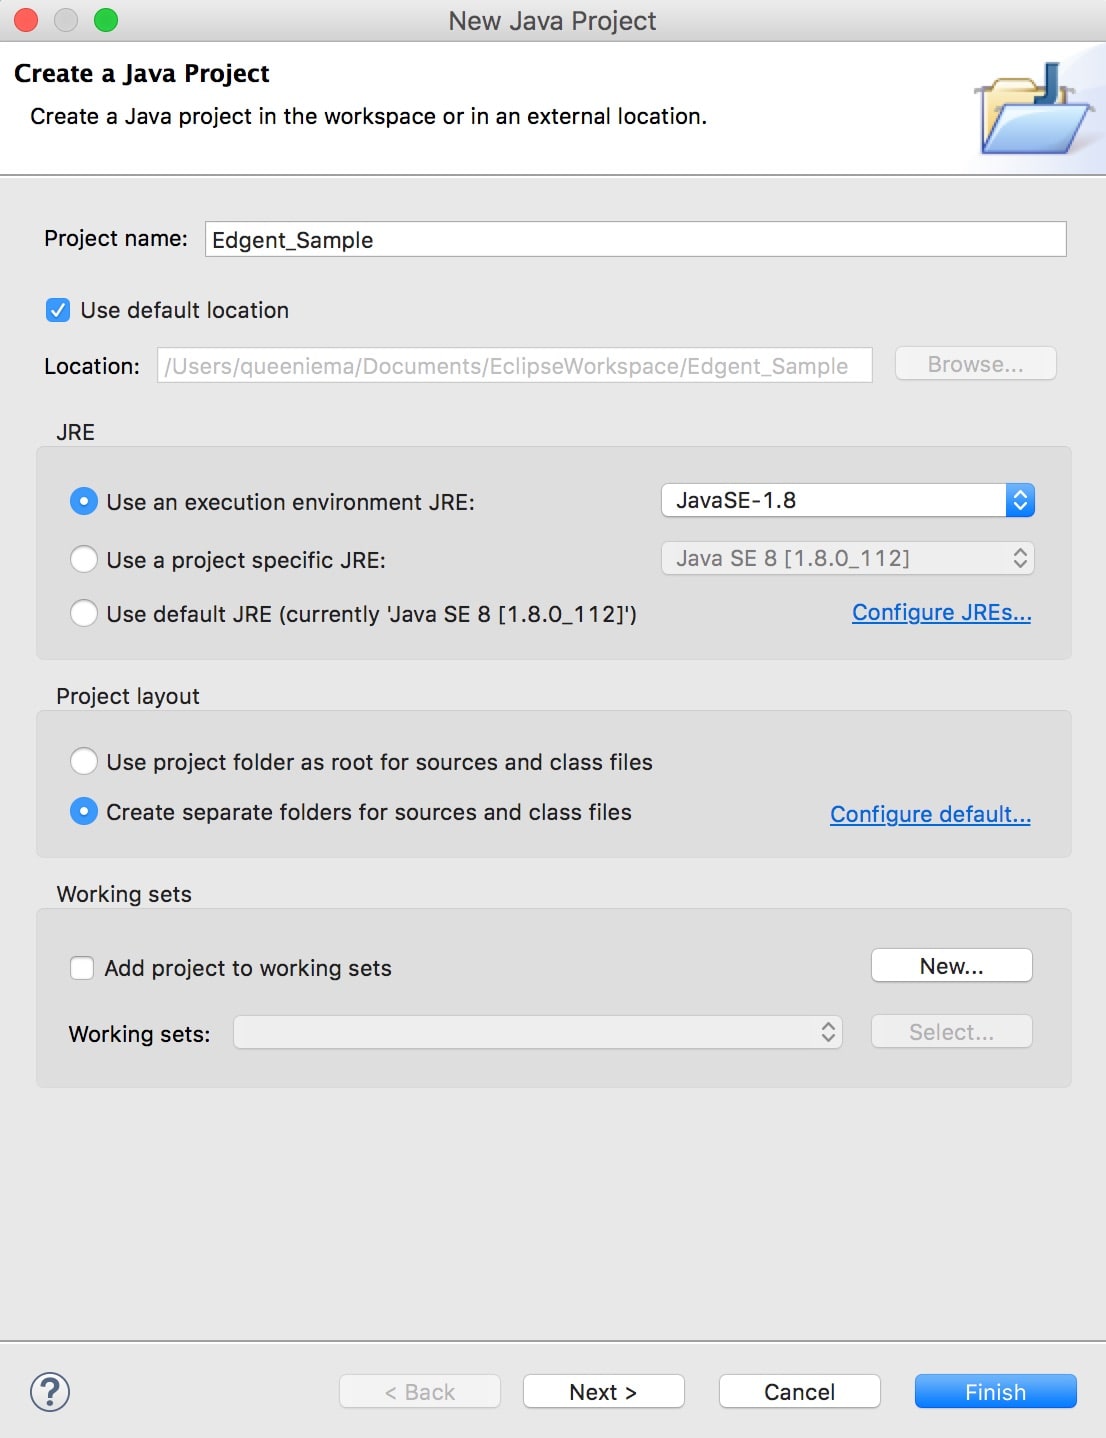 New Java Project
Create a Java Project
Create a Java project in the workspace or in an external location.
Project name: Edgent_Sample
Use default location
Location: /Users/queeniema/Documents/EclipseWorkspace/Edgent_Sample Browse...
JRE
Use an execution environment JRE: JavaSE-1.8
Use a project specific JRE: Java SE 8 [1.8.0_112]
Use default JRE (currently 'Java SE 8 [1.8.0_112]') Configure JREs...
Project layout
Use project folder as root for sources and class files
Create separate folders for sources and class files Configure default...
Working sets
Add project to working sets New...
Working sets: Select...
? < Back Next > Cancel Finish